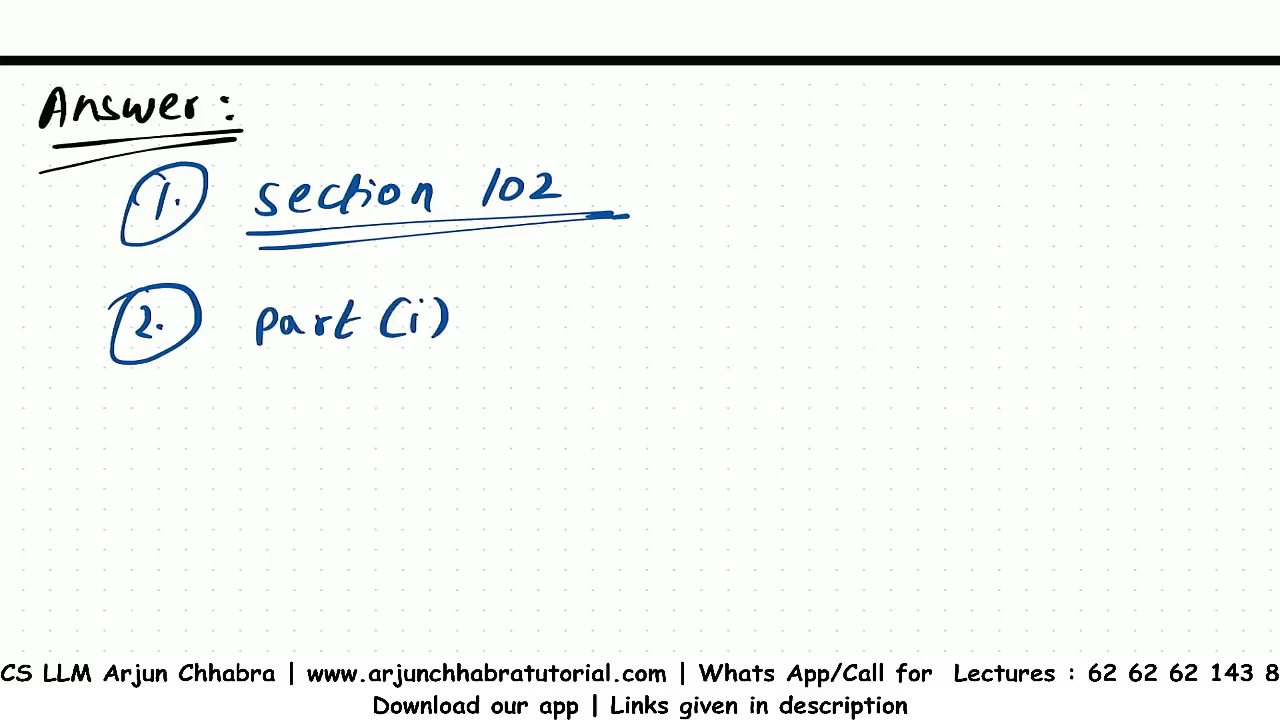 Answer :
1. section 102
2. part (i)
CS LLM Arjun Chhabra | www.arjunchhabratutorial.com | Whats App/Call for Lectures : 62 62 62 143 8
Download our app | Links given in description